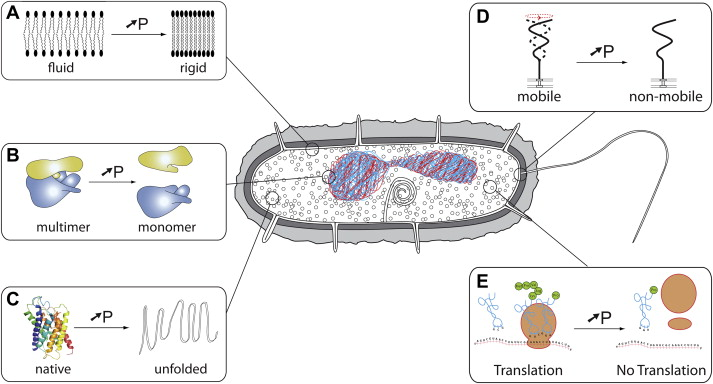 A
↗P
fluid
rigid
B
↗P
multimer
monomer
C
↗P
native
unfolded
D
↗P
mobile
non-mobile
E
↗P
Translation
No Translation